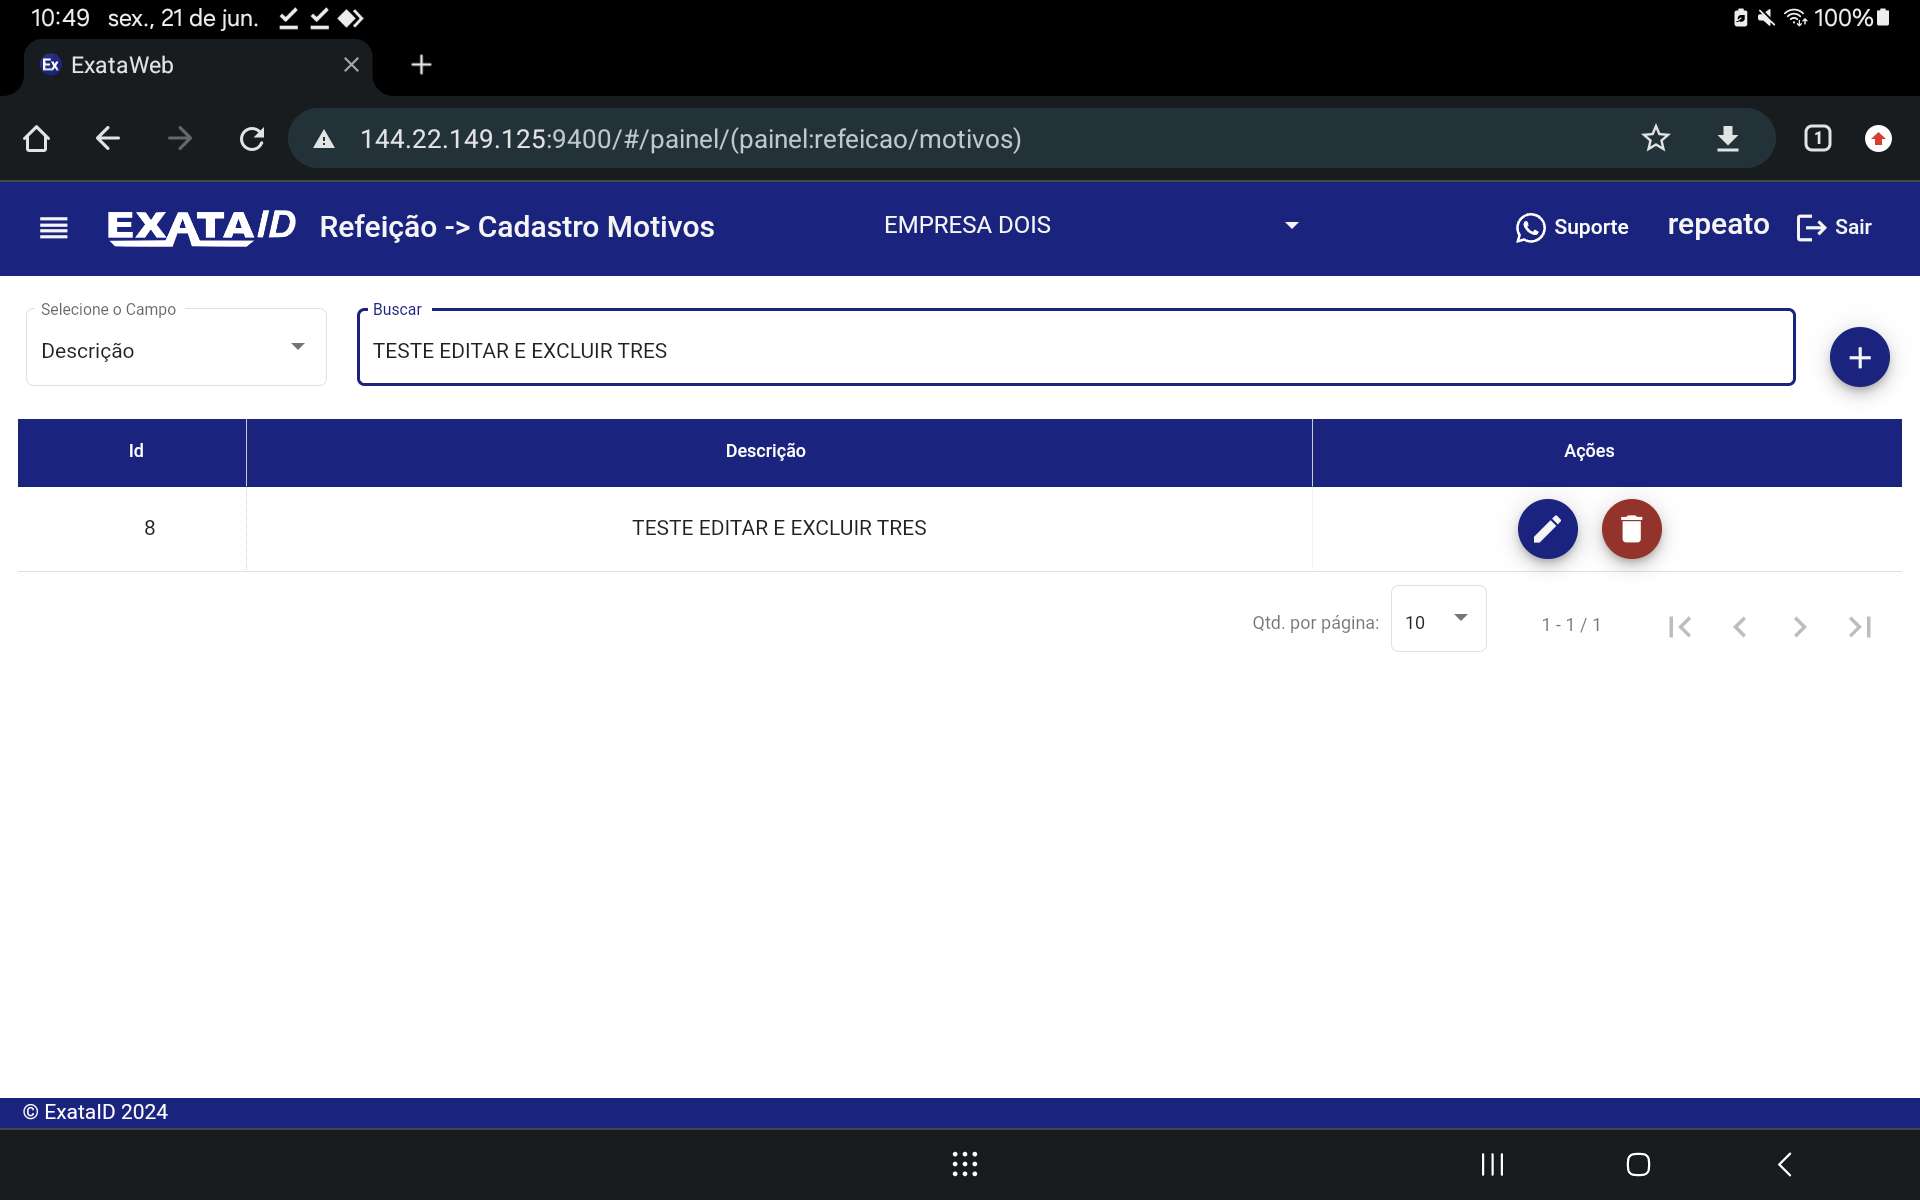 10:49 sex., 21 de jun. 100%
Ex ExataWeb
144.22.149.125:9400/#/painel/(painel:refeicao/motivos) 1
EXATAID Refeição -> Cadastro Motivos EMPRESA DOIS Suporte repeato Sair
Selecione o Campo Buscar
Descrição TESTE EDITAR E EXCLUIR TRES
Id Descrição Ações
8 TESTE EDITAR E EXCLUIR TRES
Qtd. por página: 10 1 - 1 / 1
© ExataID 2024